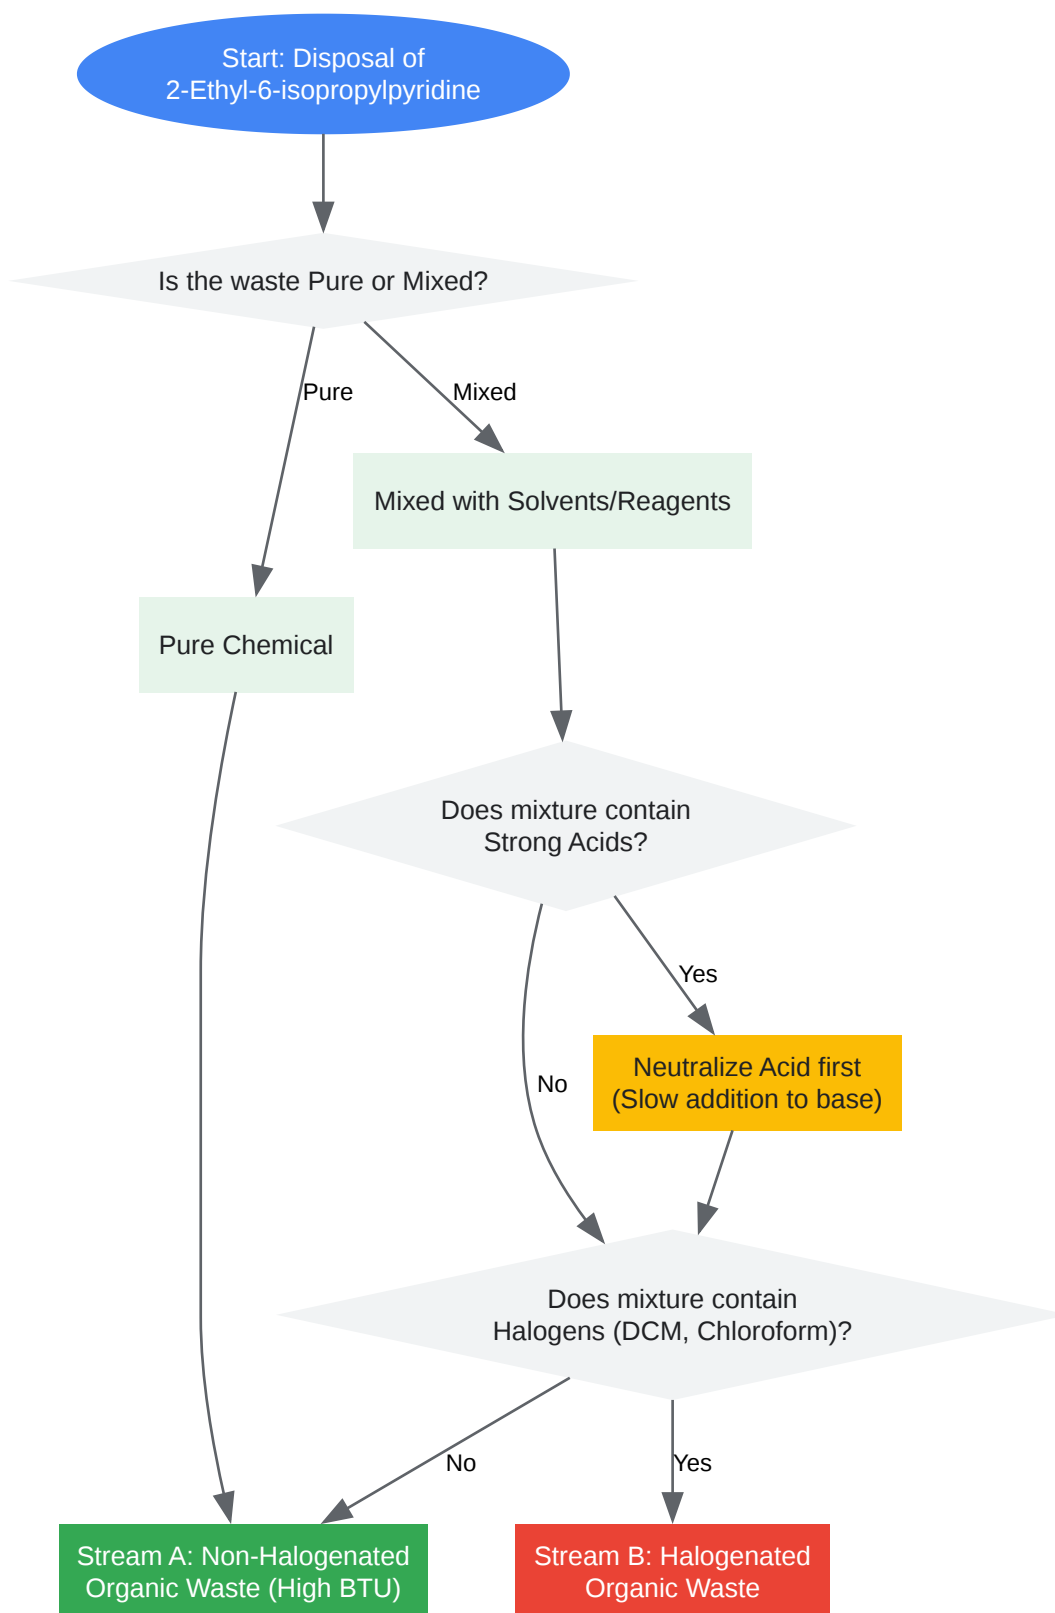 Start: Disposal of
2-Ethyl-6-isopropylpyridine
Is the waste Pure or Mixed?
Pure
Mixed
Mixed with Solvents/Reagents
Pure Chemical
Does mixture contain
Strong Acids?
Yes
Neutralize Acid first
(Slow addition to base)
No
Does mixture contain
Halogens (DCM, Chloroform)?
No
Yes
Stream A: Non-Halogenated
Organic Waste (High BTU)
Stream B: Halogenated
Organic Waste